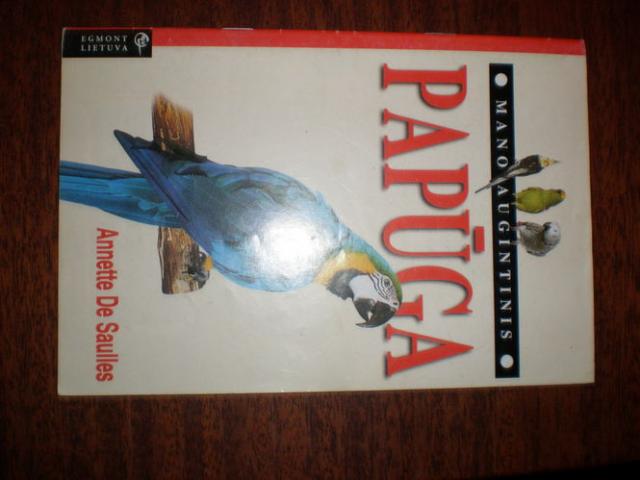 MANO AUGINTINIS
PAPŪGA
Annette De Saulles
EGMONT
LIETUVA